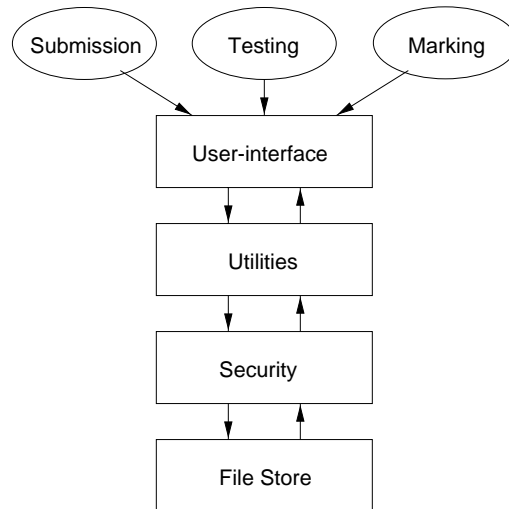 Submission
Testing
Marking
User-interface
Utilities
Security
File Store